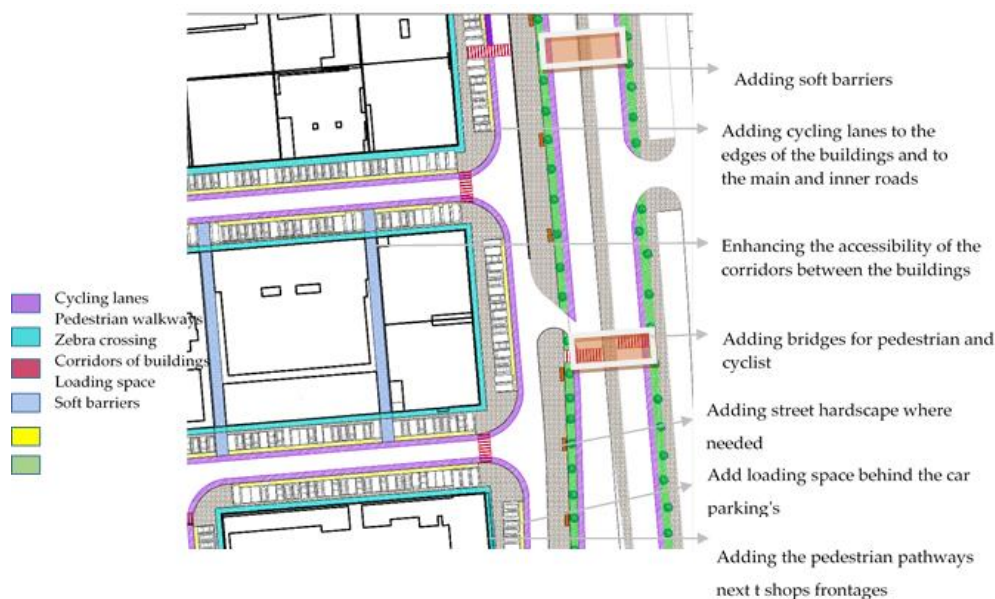 Cycling lanes
Pedestrian walkways
Zebra crossing
Corridors of buildings
Loading space
Soft barriers
Adding soft barriers
Adding cycling lanes to the
edges of the buildings and to
the main and inner roads
Enhancing the accessibility of the
corridors between the buildings
Adding bridges for pedestrian and
cyclist
Adding street hardscape where
needed
Add loading space behind the car
parking's
Adding the pedestrian pathways
next t shops frontages